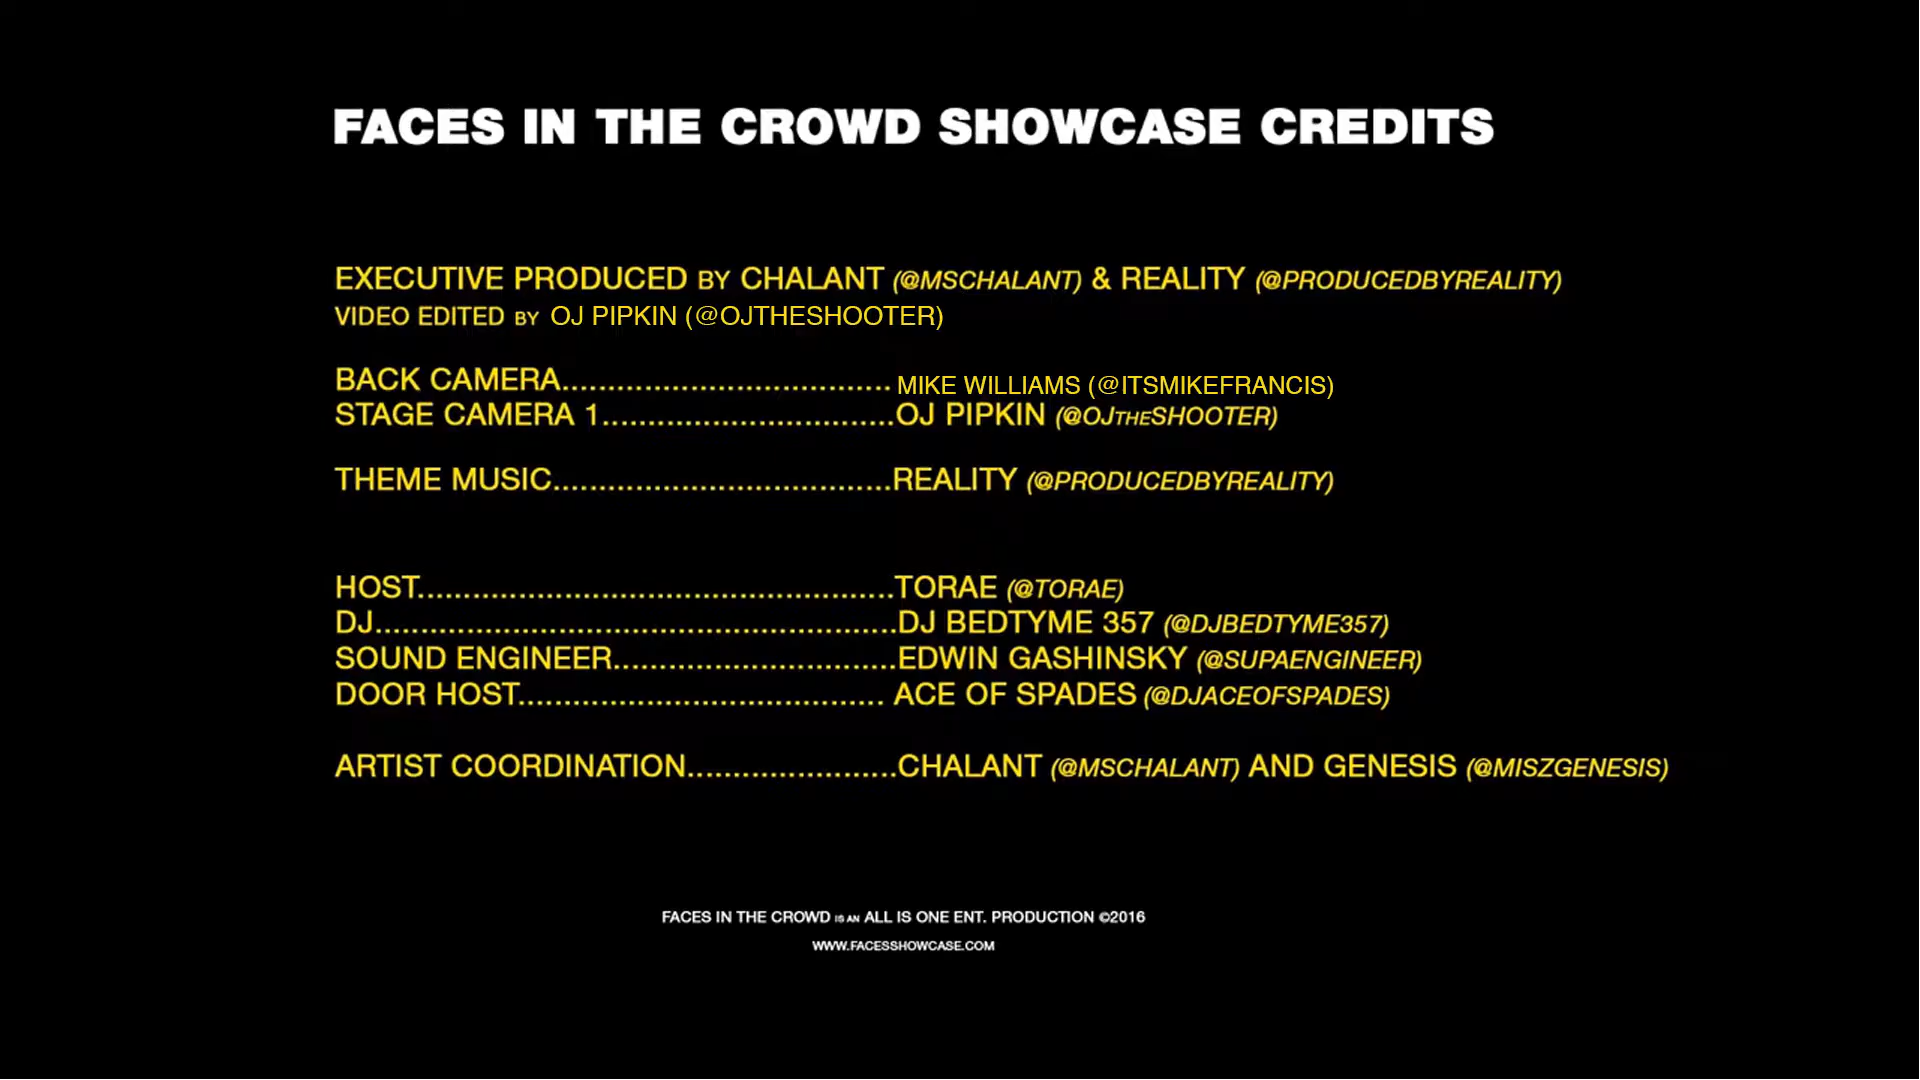 FACES IN THE CROWD SHOWCASE CREDITS
EXECUTIVE PRODUCED BY CHALANT (@MSCHALANT) & REALITY (@PRODUCEDBYREALITY)
VIDEO EDITED BY OJ PIPKIN (@OJTHESHOOTER)
BACK CAMERA.................................... MIKE WILLIAMS (@ITSMIKEFRANCIS)
STAGE CAMERA 1................................OJ PIPKIN (@OJTHESHOOTER)
THEME MUSIC.....................................REALITY (@PRODUCEDBYREALITY)
HOST....................................................TORAE (@TORAE)
DJ.........................................................DJ BEDTYME 357 (@DJBEDTYME357)
SOUND ENGINEER...............................EDWIN GASHINSKY (@SUPAENGINEER)
DOOR HOST........................................ ACE OF SPADES (@DJACEOFSPADES)
ARTIST COORDINATION.......................CHALANT (@MSCHALANT) AND GENESIS (@MISZGENESIS)
FACES IN THE CROWD IS AN ALL IS ONE ENT. PRODUCTION ©2016
WWW.FACESSHOWCASE.COM